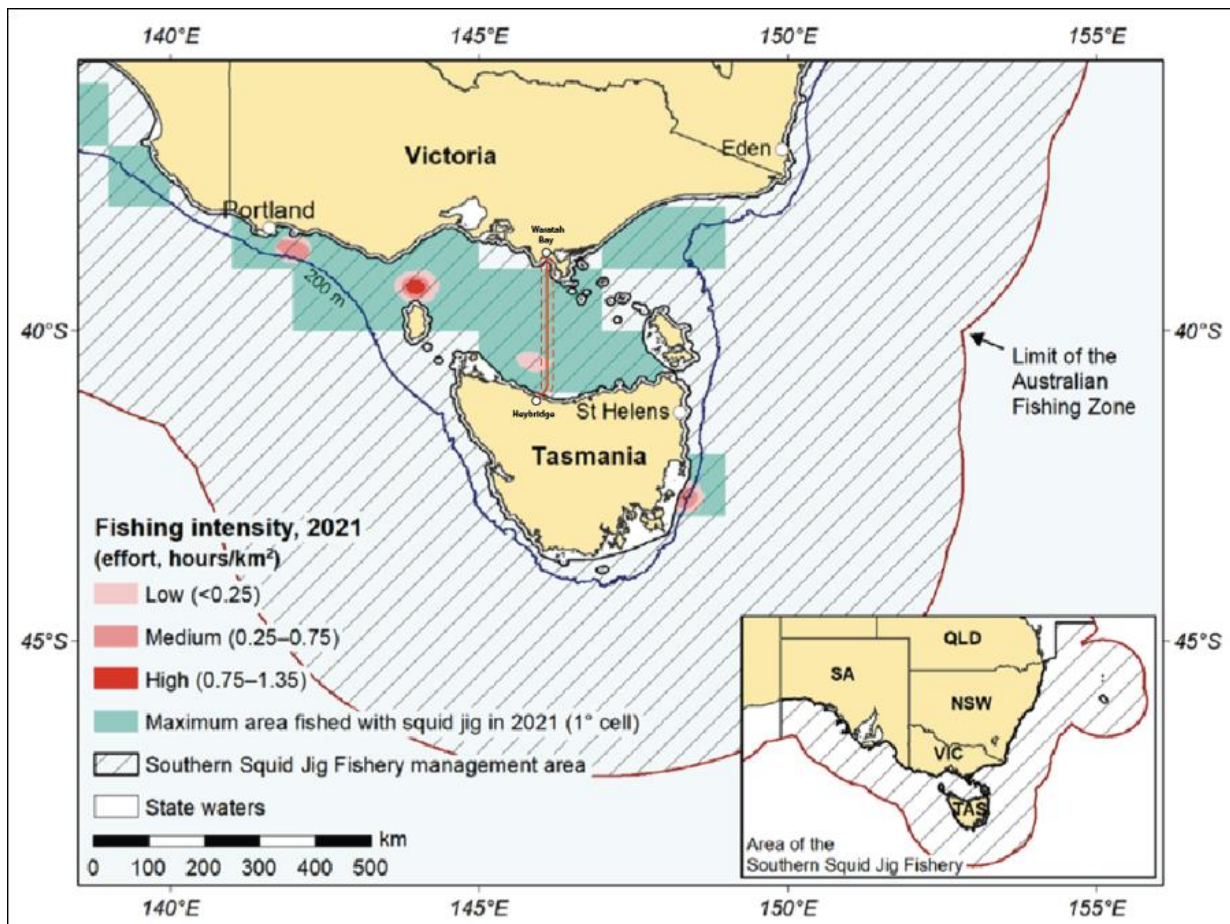 140°E
145°E
150°E
155°E
Victoria
Eden
Portland
Waratah
Bay
200 m
40°S
40°S
Limit of the
Australian
Fishing Zone
Heybridge
St Helens
Tasmania
Fishing intensity, 2021
(effort, hours/km²)
Low (<0.25)
Medium (0.25–0.75)
High (0.75–1.35)
Maximum area fished with squid jig in 2021 (1° cell)
Southern Squid Jig Fishery management area
State waters
km
0 100 200 300 400 500
45°S
45°S
QLD
SA
NSW
VIC
TAS
Area of the
Southern Squid Jig Fishery
140°E
145°E
150°E
155°E